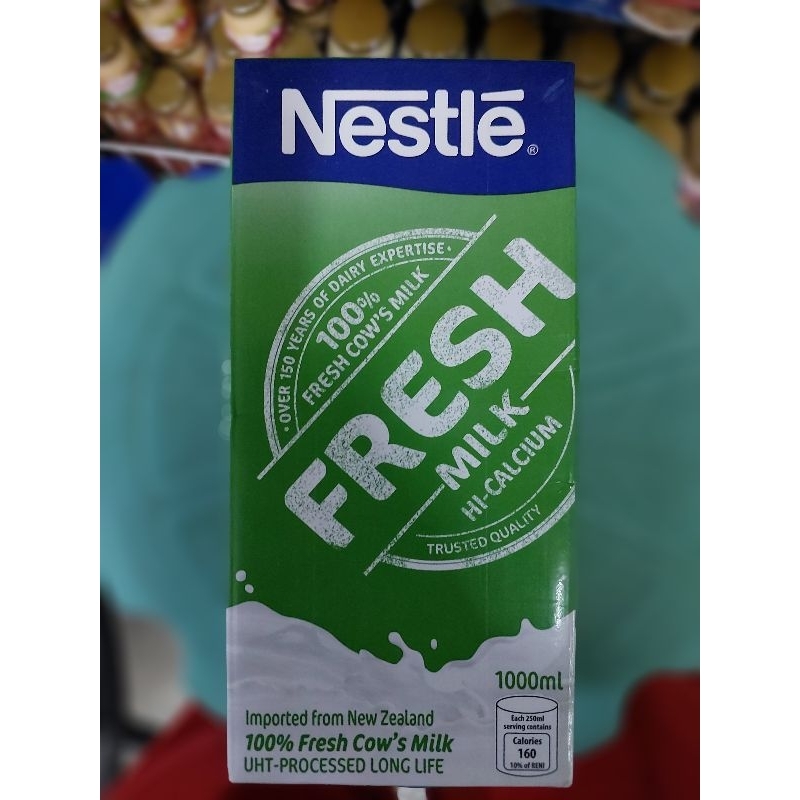 Nestlé®
• OVER 150 YEARS OF DAIRY EXPERTISE •
100%
FRESH COW'S MILK
FRESH
MILK
HI-CALCIUM
TRUSTED QUALITY
1000ml
Imported from New Zealand
100% Fresh Cow's Milk
UHT-PROCESSED LONG LIFE
Each 250ml
serving contains
Calories
160
10% of RENI